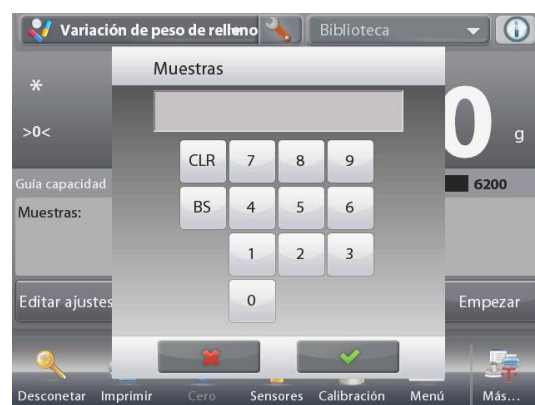 Variación de peso de relleno
Biblioteca
Muestras
*
>0<
0 g
Guía capacidad
6200
Muestras:
CLR 7 8 9
BS 4 5 6
1 2 3
0
Editar ajustes
Empezar
Desconetar Imprimir Cero Sensores Calibración Menú Más...